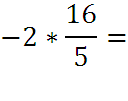 −2 ∗ 16/5 =